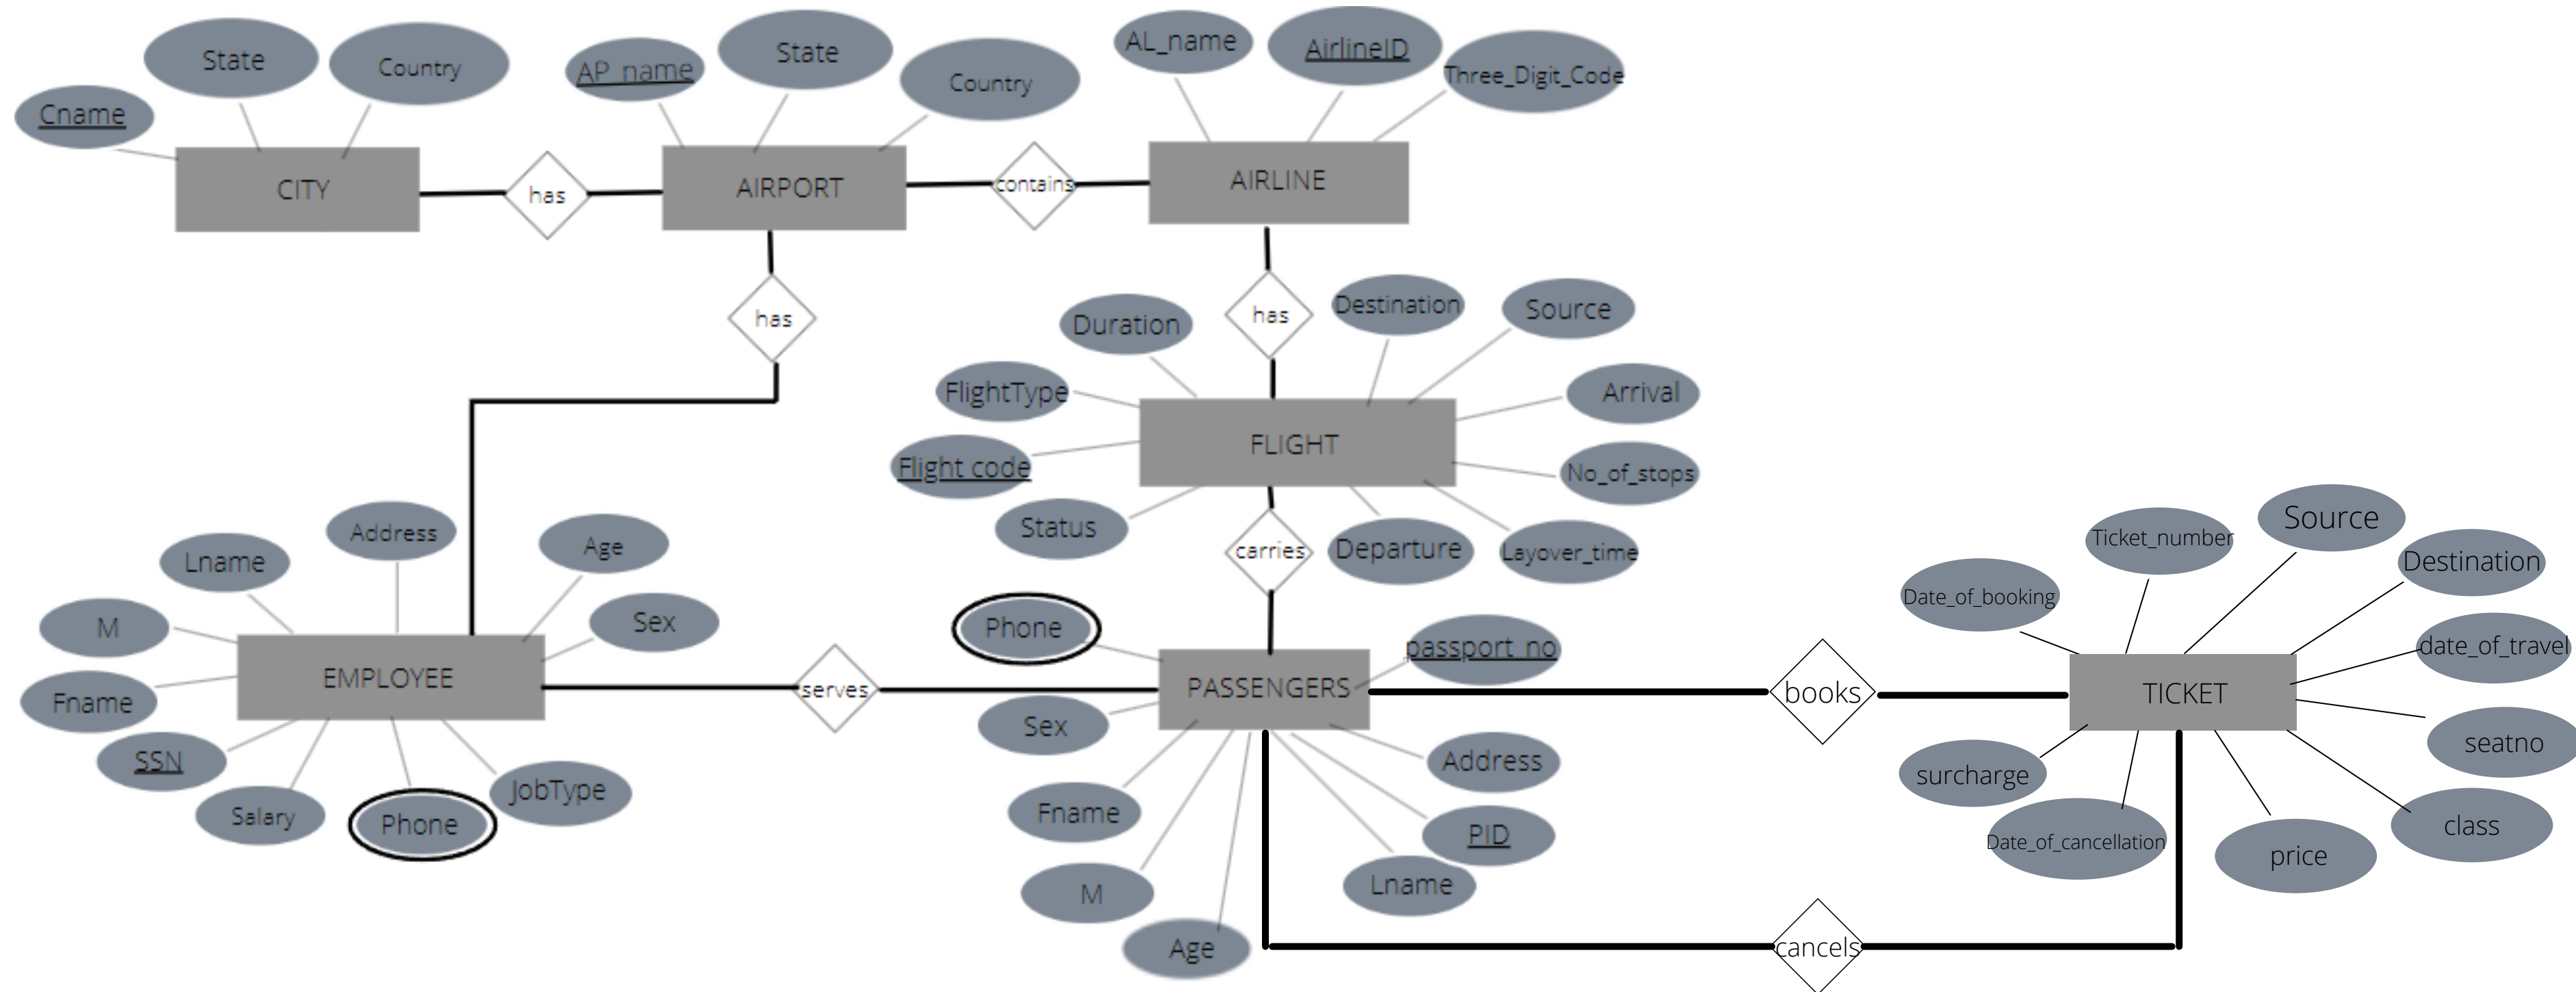 State
Country
Cname
CITY
has
AP_name
State
Country
AIRPORT
contains
AL_name
AirlineID
Three_Digit_Code
AIRLINE
has
has
Duration
Destination
Source
FlightType
Arrival
FLIGHT
Flight code
No_of_stops
Status
Departure
Layover_time
carries
Lname
Address
Age
M
Sex
EMPLOYEE
Fname
SSN
Salary
Phone
JobType
serves
Phone
passport_no
PASSENGERS
Sex
Fname
M
Age
Lname
PID
Address
books
cancels
Date_of_booking
Ticket_number
Source
Destination
date_of_travel
TICKET
seatno
surcharge
Date_of_cancellation
price
class